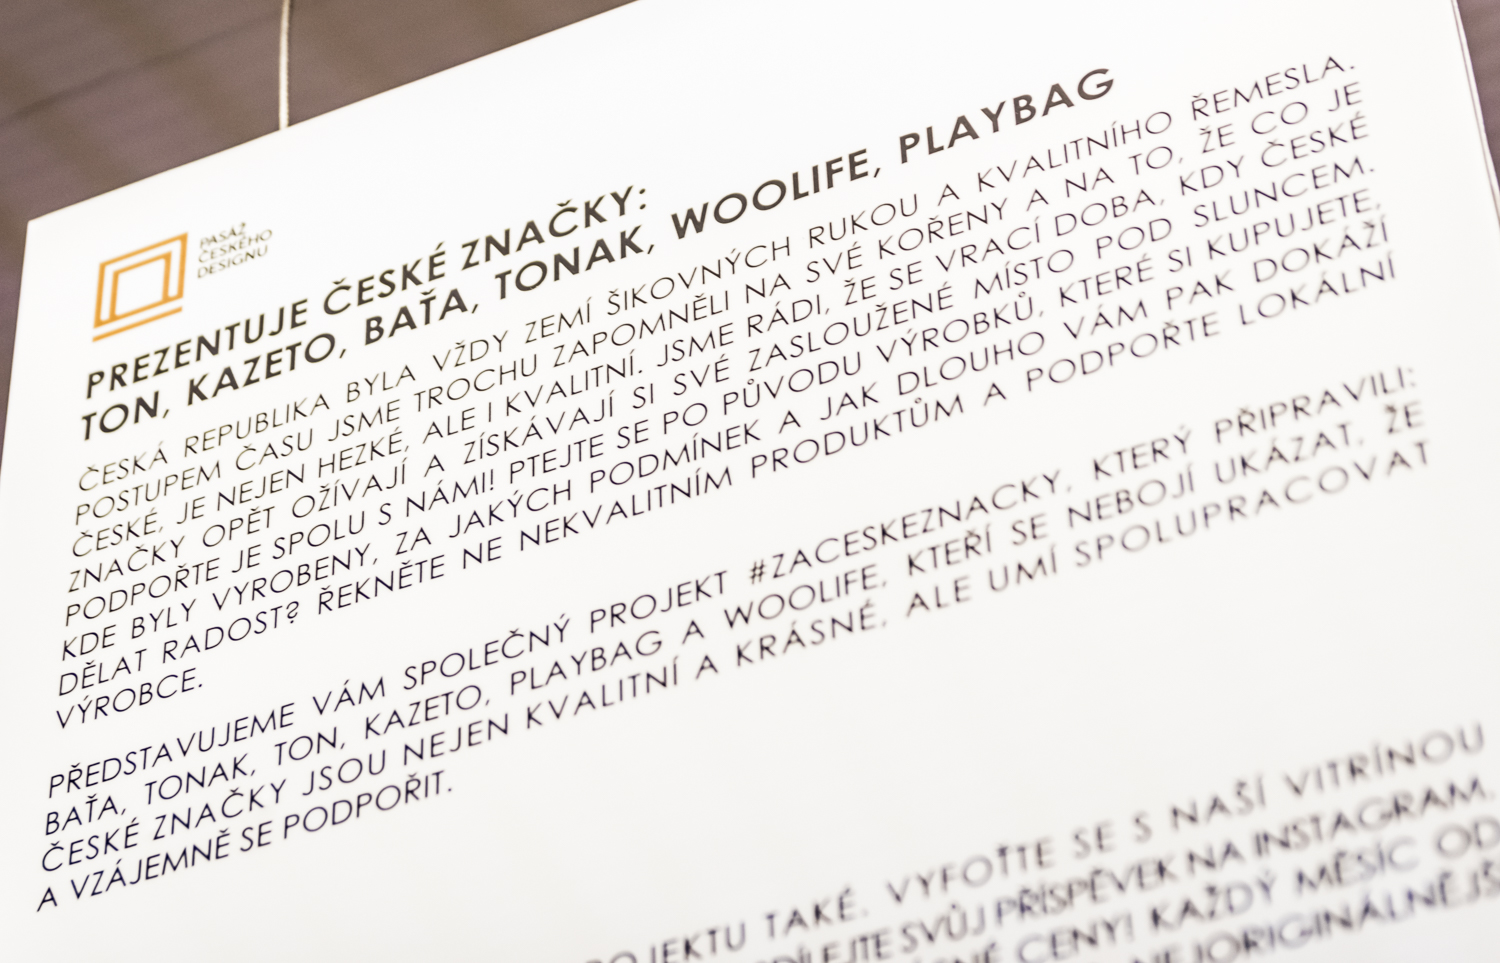 PASÁŽ
ČESKÉHO
DESIGNU
PREZENTUJE ČESKÉ ZNAČKY:
TON, KAZETO, BAŤA, TONAK, WOOLIFE, PLAYBAG
ČESKÁ REPUBLIKA BYLA VŽDY ZEMÍ ŠIKOVNÝCH RUKOU A KVALITNÍHO ŘEMESLA.
POSTUPEM ČASU JSME TROCHU ZAPOMNĚLI NA SVÉ KOŘENY A NA TO, ŽE CO JE
ČESKÉ, JE NEJEN HEZKÉ, ALE I KVALITNÍ. JSME RÁDI, ŽE SE VRACÍ DOBA, KDY ČESKÉ
ZNAČKY OPĚT OŽÍVAJÍ A ZÍSKÁVAJÍ SI SVÉ ZASLOUŽENÉ MÍSTO POD SLUNCEM.
PODPOŘTE JE SPOLU S NÁMI! PTEJTE SE PO PŮVODU VÝROBKŮ, KTERÉ SI KUPUJETE,
KDE BYLY VYROBENY, ZA JAKÝCH PODMÍNEK A JAK DLOUHO VÁM PAK DOKÁŽÍ
DĚLAT RADOST? ŘEKNĚTE NE NEKVALITNÍM PRODUKTŮM A PODPOŘTE LOKÁLNÍ
VÝROBCE.
PŘEDSTAVUJEME VÁM SPOLEČNÝ PROJEKT #ZACESKEZNACKY, KTERÝ PŘIPRAVILI:
BAŤA, TONAK, TON, KAZETO, PLAYBAG A WOOLIFE, KTEŘÍ SE NEBOJÍ UKÁZAT, ŽE
ČESKÉ ZNAČKY JSOU NEJEN KVALITNÍ A KRÁSNÉ, ALE UMÍ SPOLUPRACOVAT
A VZÁJEMNĚ SE PODPOŘIT.
TAKÉ. VYFOŤTE SE S NAŠÍ VITRÍNOU
SVŮJ PŘÍSPĚVEK NA INSTAGRAM.
CENY! KAŽDÝ MĚSÍC OD